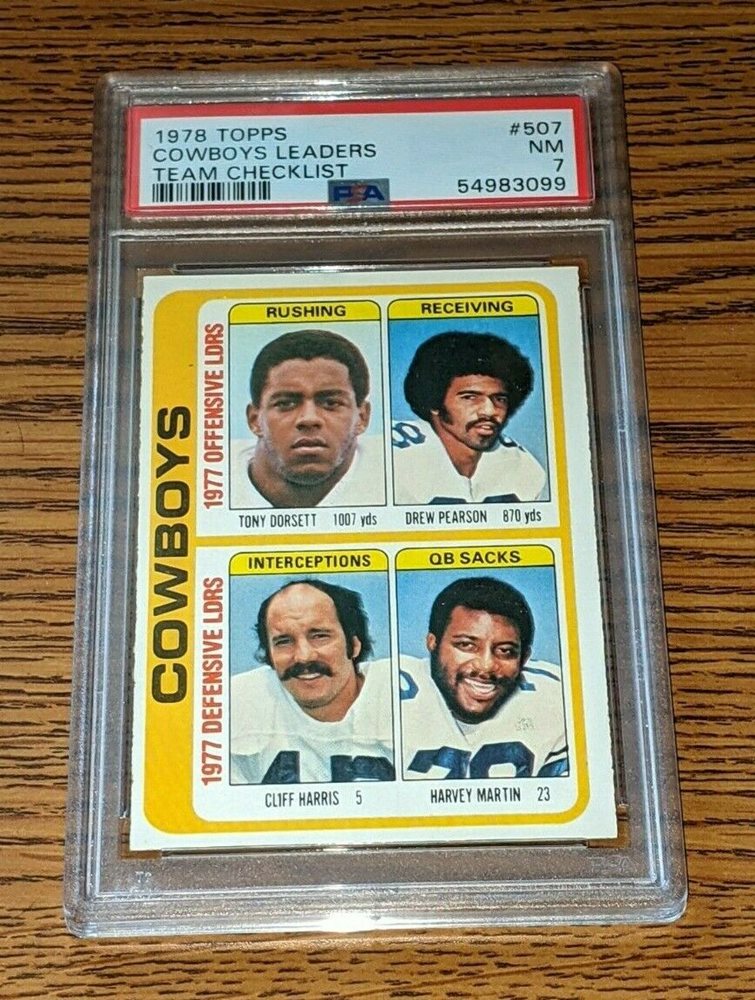 1978 TOPPS #507
COWBOYS LEADERS NM
TEAM CHECKLIST 7
PSA 54983099
COWBOYS
1977 OFFENSIVE LDRS
RUSHING
RECEIVING
TONY DORSETT 1007 yds
DREW PEARSON 870 yds
1977 DEFENSIVE LDRS
INTERCEPTIONS
QB SACKS
CLIFF HARRIS 5
HARVEY MARTIN 23